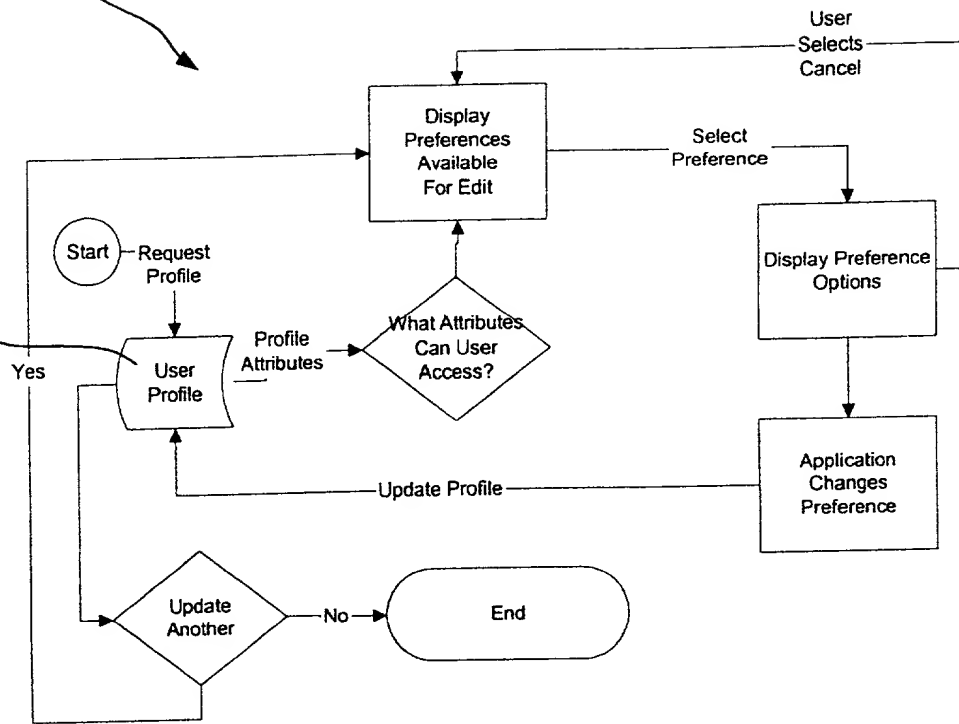 User
Selects
Cancel
Display
Preferences
Available
For Edit
Select
Preference
Start
Request
Profile
Display Preference
Options
What Attributes
Can User
Access?
Profile
Attributes
User
Profile
Yes
Application
Changes
Preference
Update Profile
Update
Another
No
End